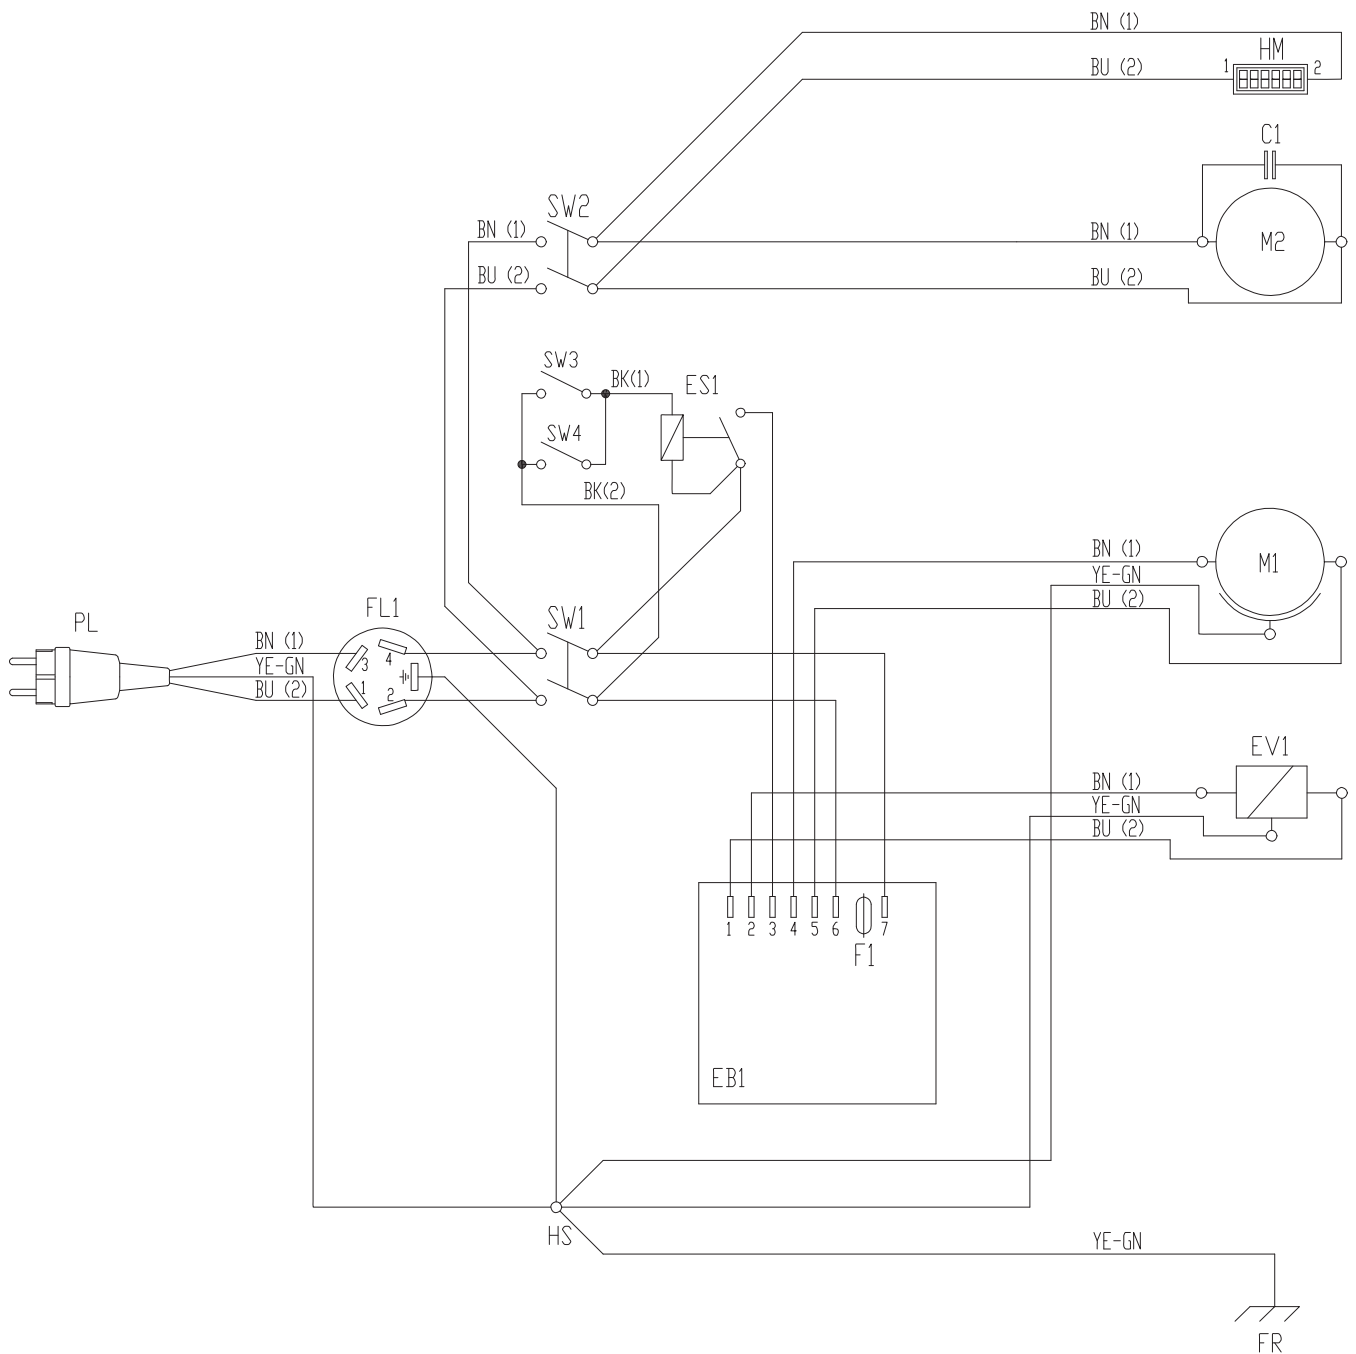 BN (1)
HM
1
2
BU (2)
C1
SW2
BN (1)
BN (1)
M2
BU (2)
BU (2)
SW3
BK(1)
ES1
SW4
BK(2)
BN (1)
M1
YE-GN
BU (2)
PL
FL1
SW1
BN (1)
3
4
YE-GN
BU (2)
1
2
EV1
BN (1)
YE-GN
BU (2)
1 2 3 4 5 6 7
F1
EB1
HS
YE-GN
FR